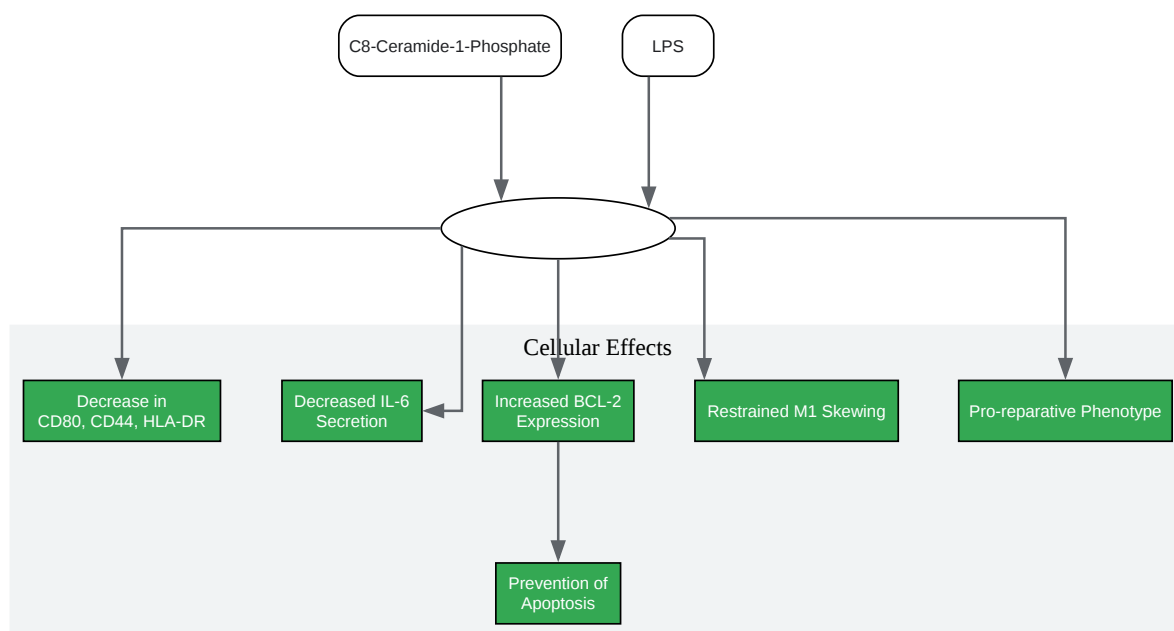 C8-Ceramide-1-Phosphate
LPS
Cellular Effects
Decrease in
CD80, CD44, HLA-DR
Decreased IL-6
Secretion
Increased BCL-2
Expression
Restrained M1 Skewing
Pro-reparative Phenotype
Prevention of
Apoptosis